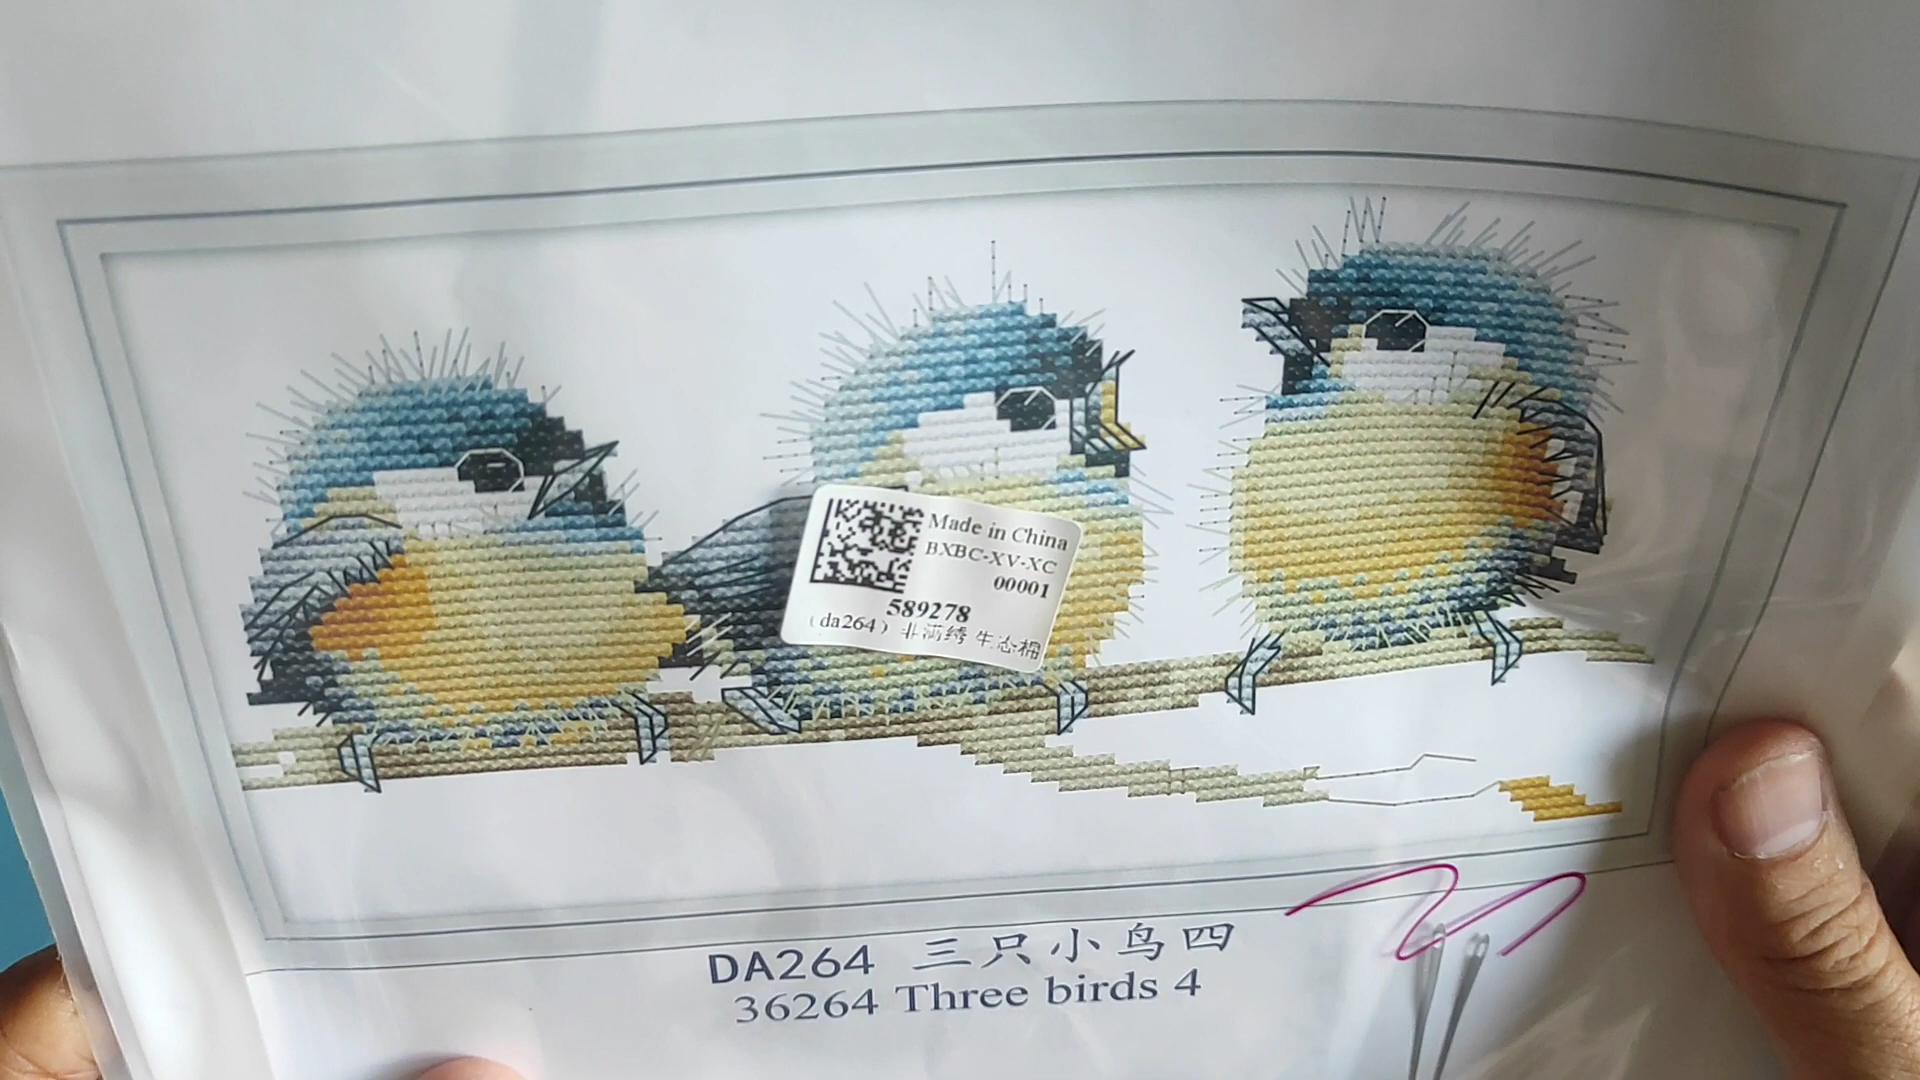 Made in China
BXBC-XV-XC
00001
589278
(da264) 非满绣 生态棉
DA264 三只小鸟四
36264 Three birds 4